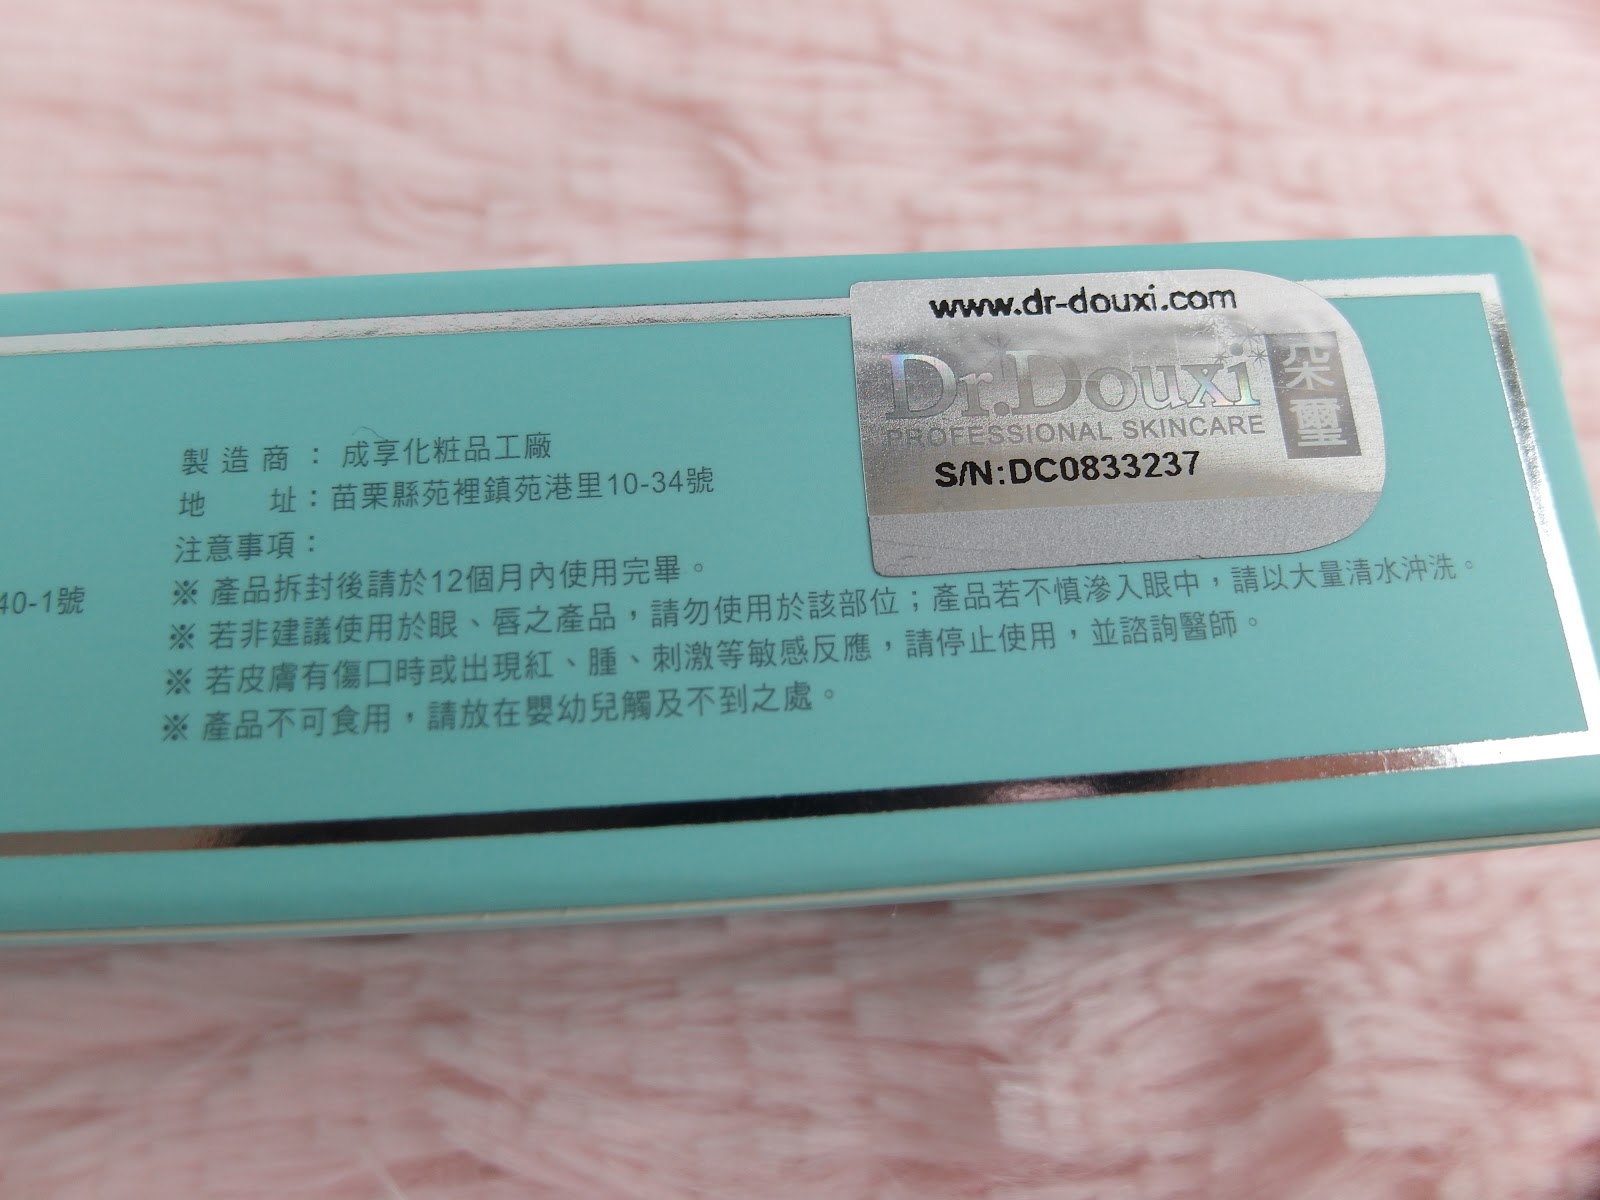 www.dr-douxi.com
Dr.Douxi 朵璽
PROFESSIONAL SKINCARE
S/N:DC0833237
製造商：成享化粧品工廠
地　址：苗栗縣苑裡鎮苑港里10-34號
注意事項：
※ 產品拆封後請於12個月內使用完畢。
40-1號
※ 若非建議使用於眼、唇之產品，請勿使用於該部位；產品若不慎滲入眼中，請以大量清水沖洗。
※ 若皮膚有傷口時或出現紅、腫、刺激等敏感反應，請停止使用，並諮詢醫師。
※ 產品不可食用，請放在嬰幼兒觸及不到之處。